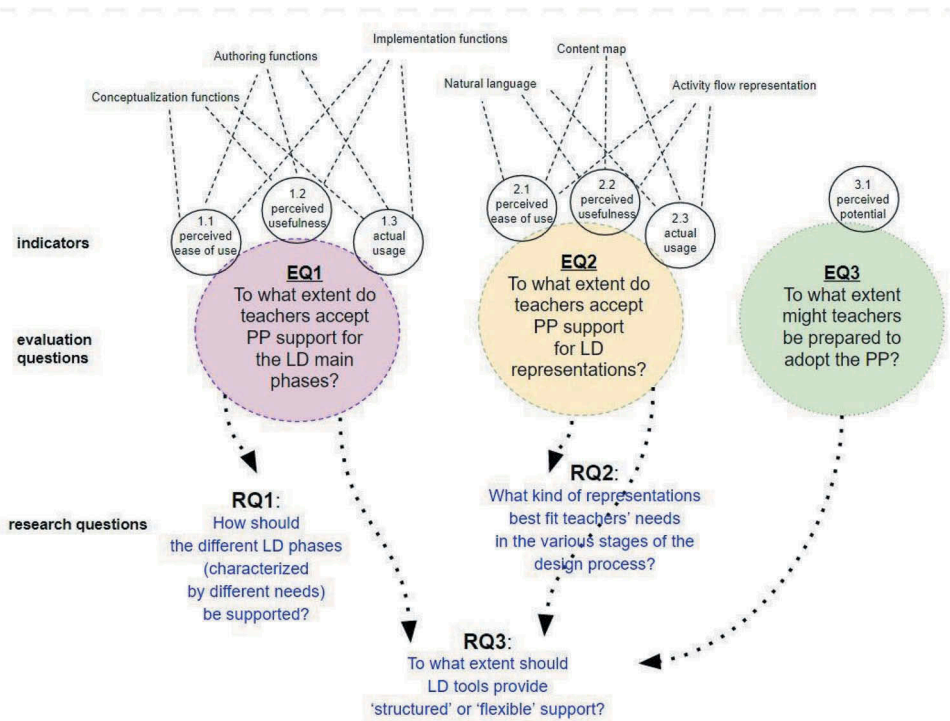 Implementation functions
Authoring functions
Conceptualization functions
Content map
Natural language
Activity flow representation
indicators
1.1
perceived
ease of use
1.2
perceived
usefulness
1.3
actual
usage
2.1
perceived
ease of use
2.2
perceived
usefulness
2.3
actual
usage
3.1
perceived
potential
evaluation
questions
EQ1
To what extent do
teachers accept
PP support for
the LD main
phases?
EQ2
To what extent do
teachers accept
PP support
for LD
representations?
EQ3
To what extent
might teachers
be prepared to
adopt the PP?
research questions
RQ1:
How should
the different LD phases
(characterized
by different needs)
be supported?
RQ2:
What kind of representations
best fit teachers’ needs
in the various stages of the
design process?
RQ3:
To what extent should
LD tools provide
‘structured’ or ‘flexible’ support?